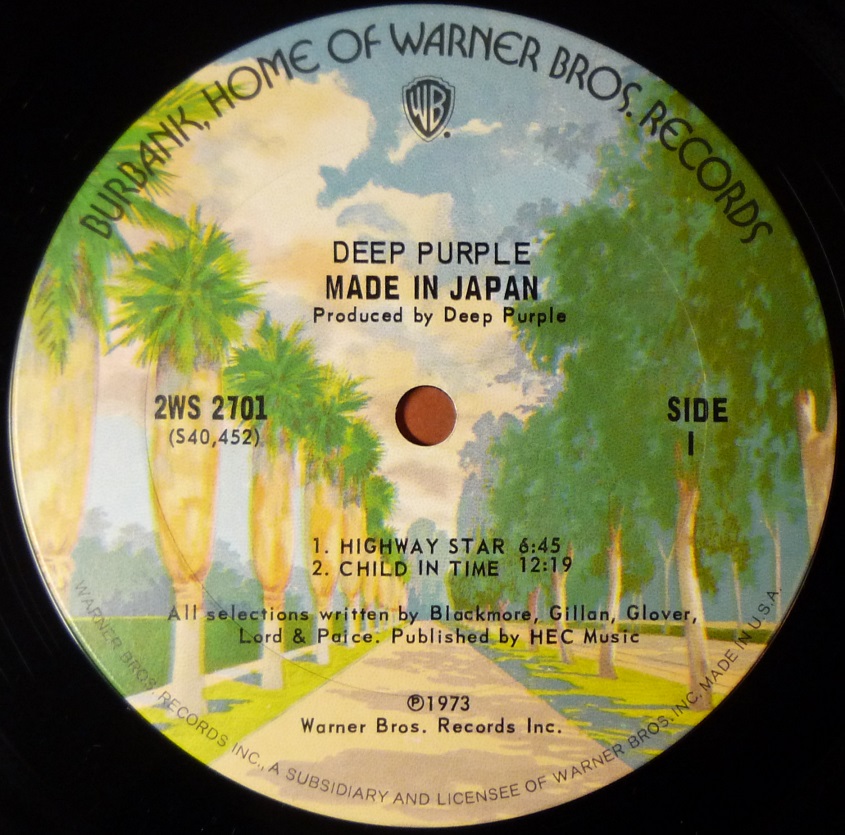 BURBANK, HOME OF WARNER BROS. RECORDS
WB
DEEP PURPLE
MADE IN JAPAN
Produced by Deep Purple
2WS 2701
(S40,452)
SIDE
1
1. HIGHWAY STAR 6:45
2. CHILD IN TIME 12:19
All selections written by Blackmore, Gillan, Glover,
Lord & Paice. Published by HEC Music
℗1973
Warner Bros. Records Inc.
WARNER BROS. RECORDS INC., A SUBSIDIARY AND LICENSEE OF WARNER BROS. INC. MADE IN U.S.A.